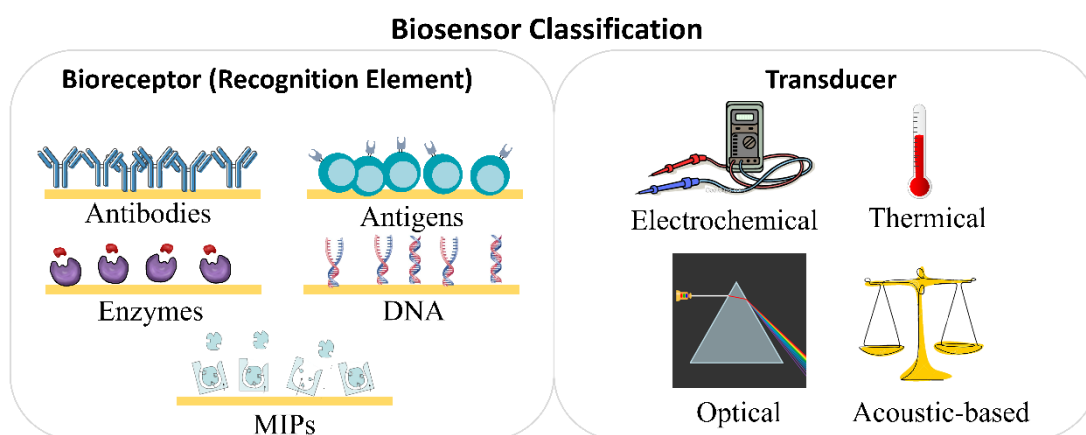 Biosensor Classification
Bioreceptor (Recognition Element)
Antibodies
Antigens
Enzymes
DNA
MIPs
Transducer
Electrochemical
Thermical
Optical
Acoustic-based